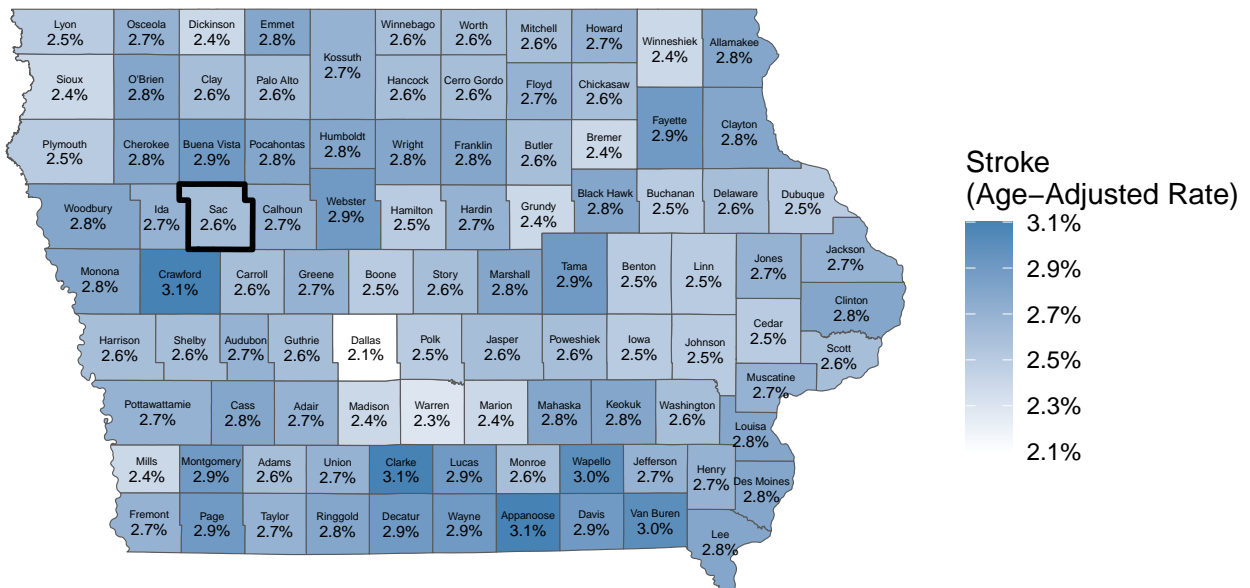 Lyon
2.5%
Osceola
2.7%
Dickinson
2.4%
Emmet
2.8%
Kossuth
2.7%
Winnebago
2.6%
Worth
2.6%
Mitchell
2.6%
Howard
2.7%
Winneshiek
2.4%
Allamakee
2.8%
Sioux
2.4%
O'Brien
2.8%
Clay
2.6%
Palo Alto
2.6%
Hancock
2.6%
Cerro Gordo
2.6%
Floyd
2.7%
Chickasaw
2.6%
Fayette
2.9%
Clayton
2.8%
Plymouth
2.5%
Cherokee
2.8%
Buena Vista
2.9%
Pocahontas
2.8%
Humboldt
2.8%
Wright
2.8%
Franklin
2.8%
Butler
2.6%
Bremer
2.4%
Woodbury
2.8%
Ida
2.7%
Sac
2.6%
Calhoun
2.7%
Webster
2.9%
Hamilton
2.5%
Hardin
2.7%
Grundy
2.4%
Black Hawk
2.8%
Buchanan
2.5%
Delaware
2.6%
Dubuque
2.5%
Monona
2.8%
Crawford
3.1%
Carroll
2.6%
Greene
2.7%
Boone
2.5%
Story
2.6%
Marshall
2.8%
Tama
2.9%
Benton
2.5%
Linn
2.5%
Jones
2.7%
Jackson
2.7%
Clinton
2.8%
Harrison
2.6%
Shelby
2.6%
Audubon
2.7%
Guthrie
2.6%
Dallas
2.1%
Polk
2.5%
Jasper
2.6%
Poweshiek
2.6%
Iowa
2.5%
Johnson
2.5%
Cedar
2.5%
Scott
2.6%
Muscatine
2.7%
Pottawattamie
2.7%
Cass
2.8%
Adair
2.7%
Madison
2.4%
Warren
2.3%
Marion
2.4%
Mahaska
2.8%
Keokuk
2.8%
Washington
2.6%
Louisa
2.8%
Mills
2.4%
Montgomery
2.9%
Adams
2.6%
Union
2.7%
Clarke
3.1%
Lucas
2.9%
Monroe
2.6%
Wapello
3.0%
Jefferson
2.7%
Henry
2.7%
Des Moines
2.8%
Fremont
2.7%
Page
2.9%
Taylor
2.7%
Ringgold
2.8%
Decatur
2.9%
Wayne
2.9%
Appanoose
3.1%
Davis
2.9%
Van Buren
3.0%
Lee
2.8%
Stroke
(Age−Adjusted Rate)
3.1%
2.9%
2.7%
2.5%
2.3%
2.1%